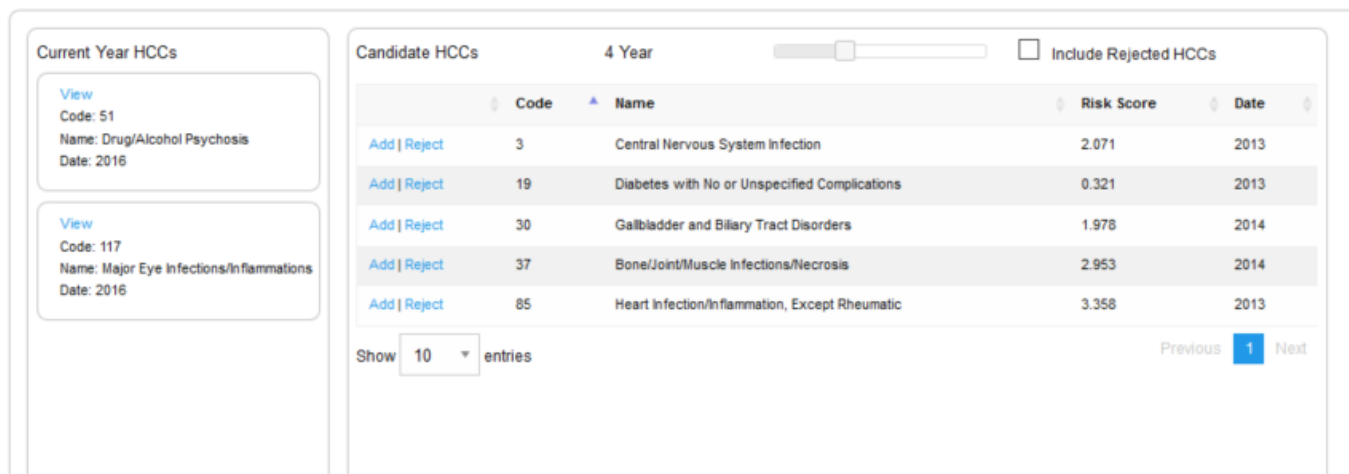 Current Year HCCs
View
Code: 51
Name: Drug/Alcohol Psychosis
Date: 2016
View
Code: 117
Name: Major Eye Infections/Inflammations
Date: 2016
Candidate HCCs 4 Year Include Rejected HCCs
Code Name Risk Score Date
Add | Reject 3 Central Nervous System Infection 2.071 2013
Add | Reject 19 Diabetes with No or Unspecified Complications 0.321 2013
Add | Reject 30 Gallbladder and Biliary Tract Disorders 1.978 2014
Add | Reject 37 Bone/Joint/Muscle Infections/Necrosis 2.953 2014
Add | Reject 85 Heart Infection/Inflammation, Except Rheumatic 3.358 2013
Show 10 entries Previous 1 Next